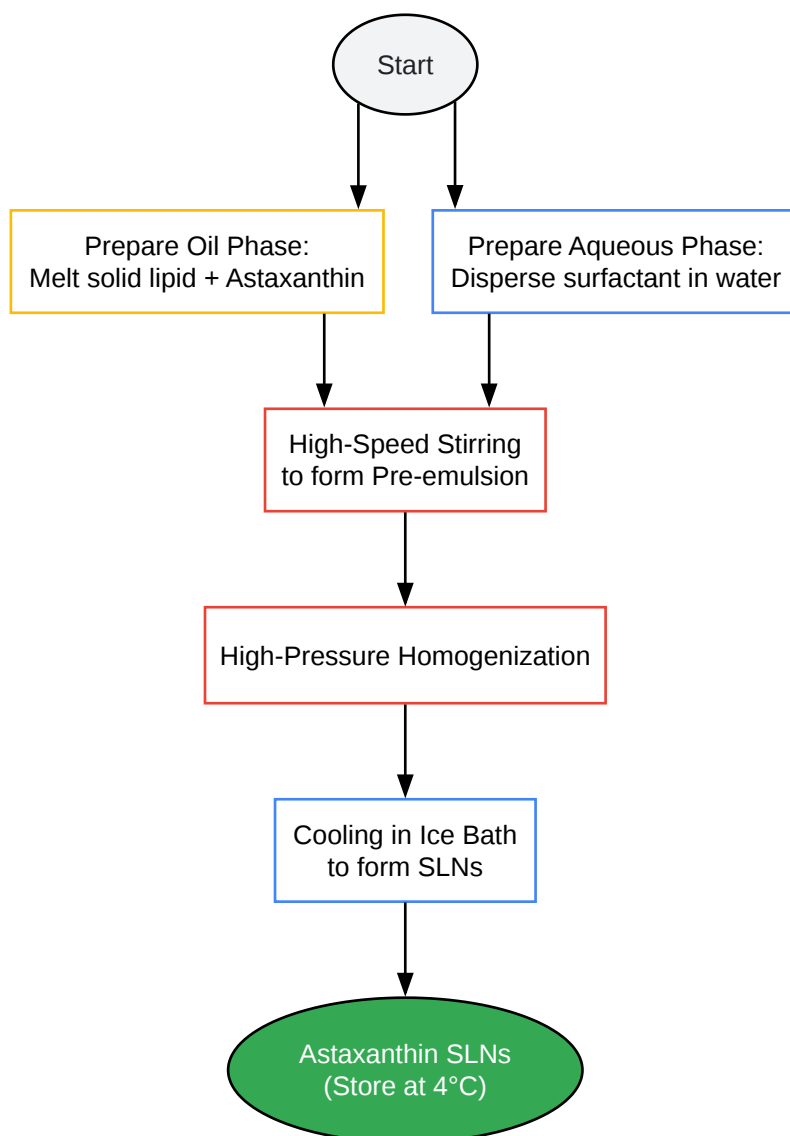 Start
Prepare Oil Phase:
Melt solid lipid + Astaxanthin
Prepare Aqueous Phase:
Disperse surfactant in water
High-Speed Stirring
to form Pre-emulsion
High-Pressure Homogenization
Cooling in Ice Bath
to form SLNs
Astaxanthin SLNs
(Store at 4°C)